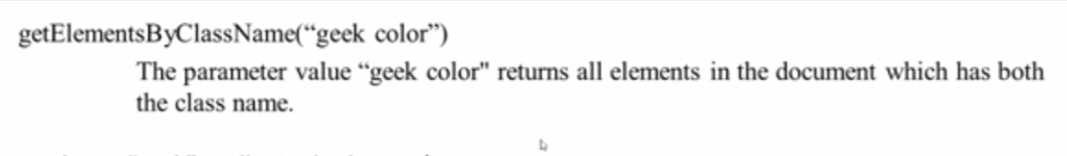 getElementsByClassName(“geek color”)
The parameter value “geek color" returns all elements in the document which has both
the class name.